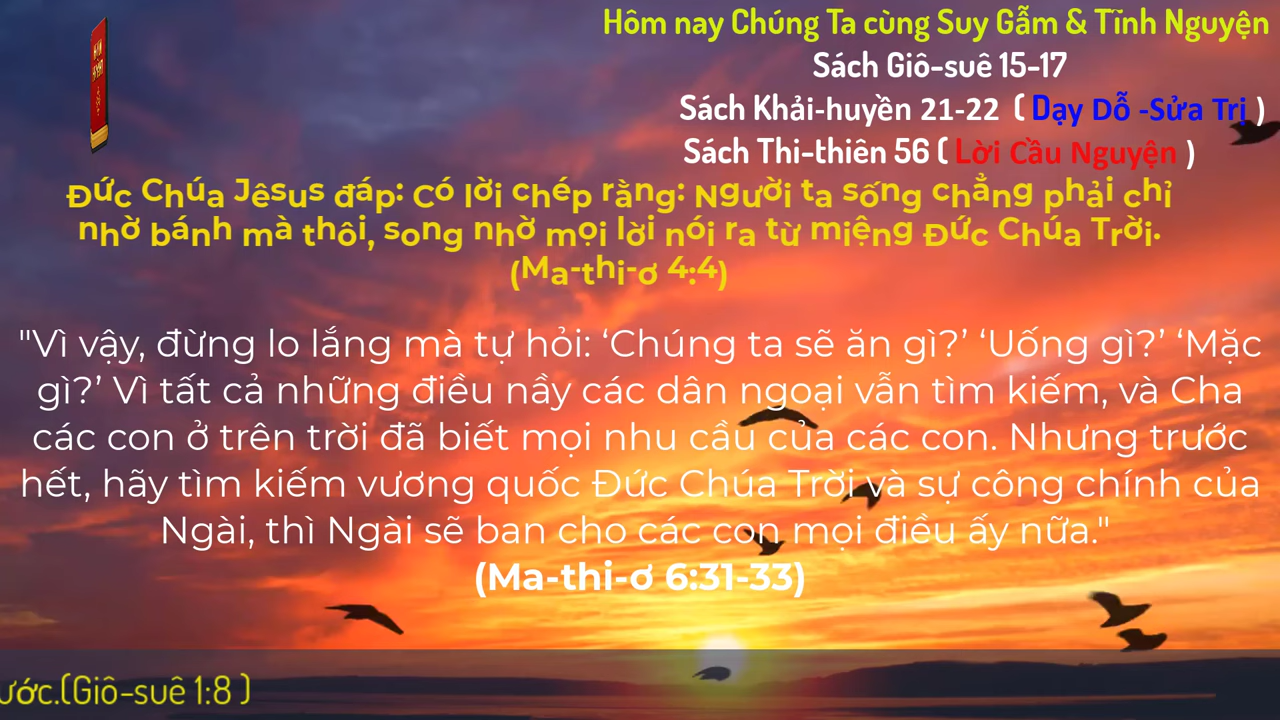 Hôm nay Chúng Ta cùng Suy Gẫm & Tĩnh Nguyện
Sách Giô-suê 15-17
Sách Khải-huyền 21-22 ( Dạy Dỗ -Sửa Trị )
Sách Thi-thiên 56 ( Lời Cầu Nguyện )
Đức Chúa Jêsus đáp: Có lời chép rằng: Người ta sống chẳng phải chỉ
nhờ bánh mà thôi, song nhờ mọi lời nói ra từ miệng Đức Chúa Trời.
(Ma-thi-ơ 4:4)
"Vì vậy, đừng lo lắng mà tự hỏi: ‘Chúng ta sẽ ăn gì?’ ‘Uống gì?’ ‘Mặc
gì?’ Vì tất cả những điều nầy các dân ngoại vẫn tìm kiếm, và Cha
các con ở trên trời đã biết mọi nhu cầu của các con. Nhưng trước
hết, hãy tìm kiếm vương quốc Đức Chúa Trời và sự công chính của
Ngài, thì Ngài sẽ ban cho các con mọi điều ấy nữa."
(Ma-thi-ơ 6:31-33)
ước.(Giô-suê 1:8 )